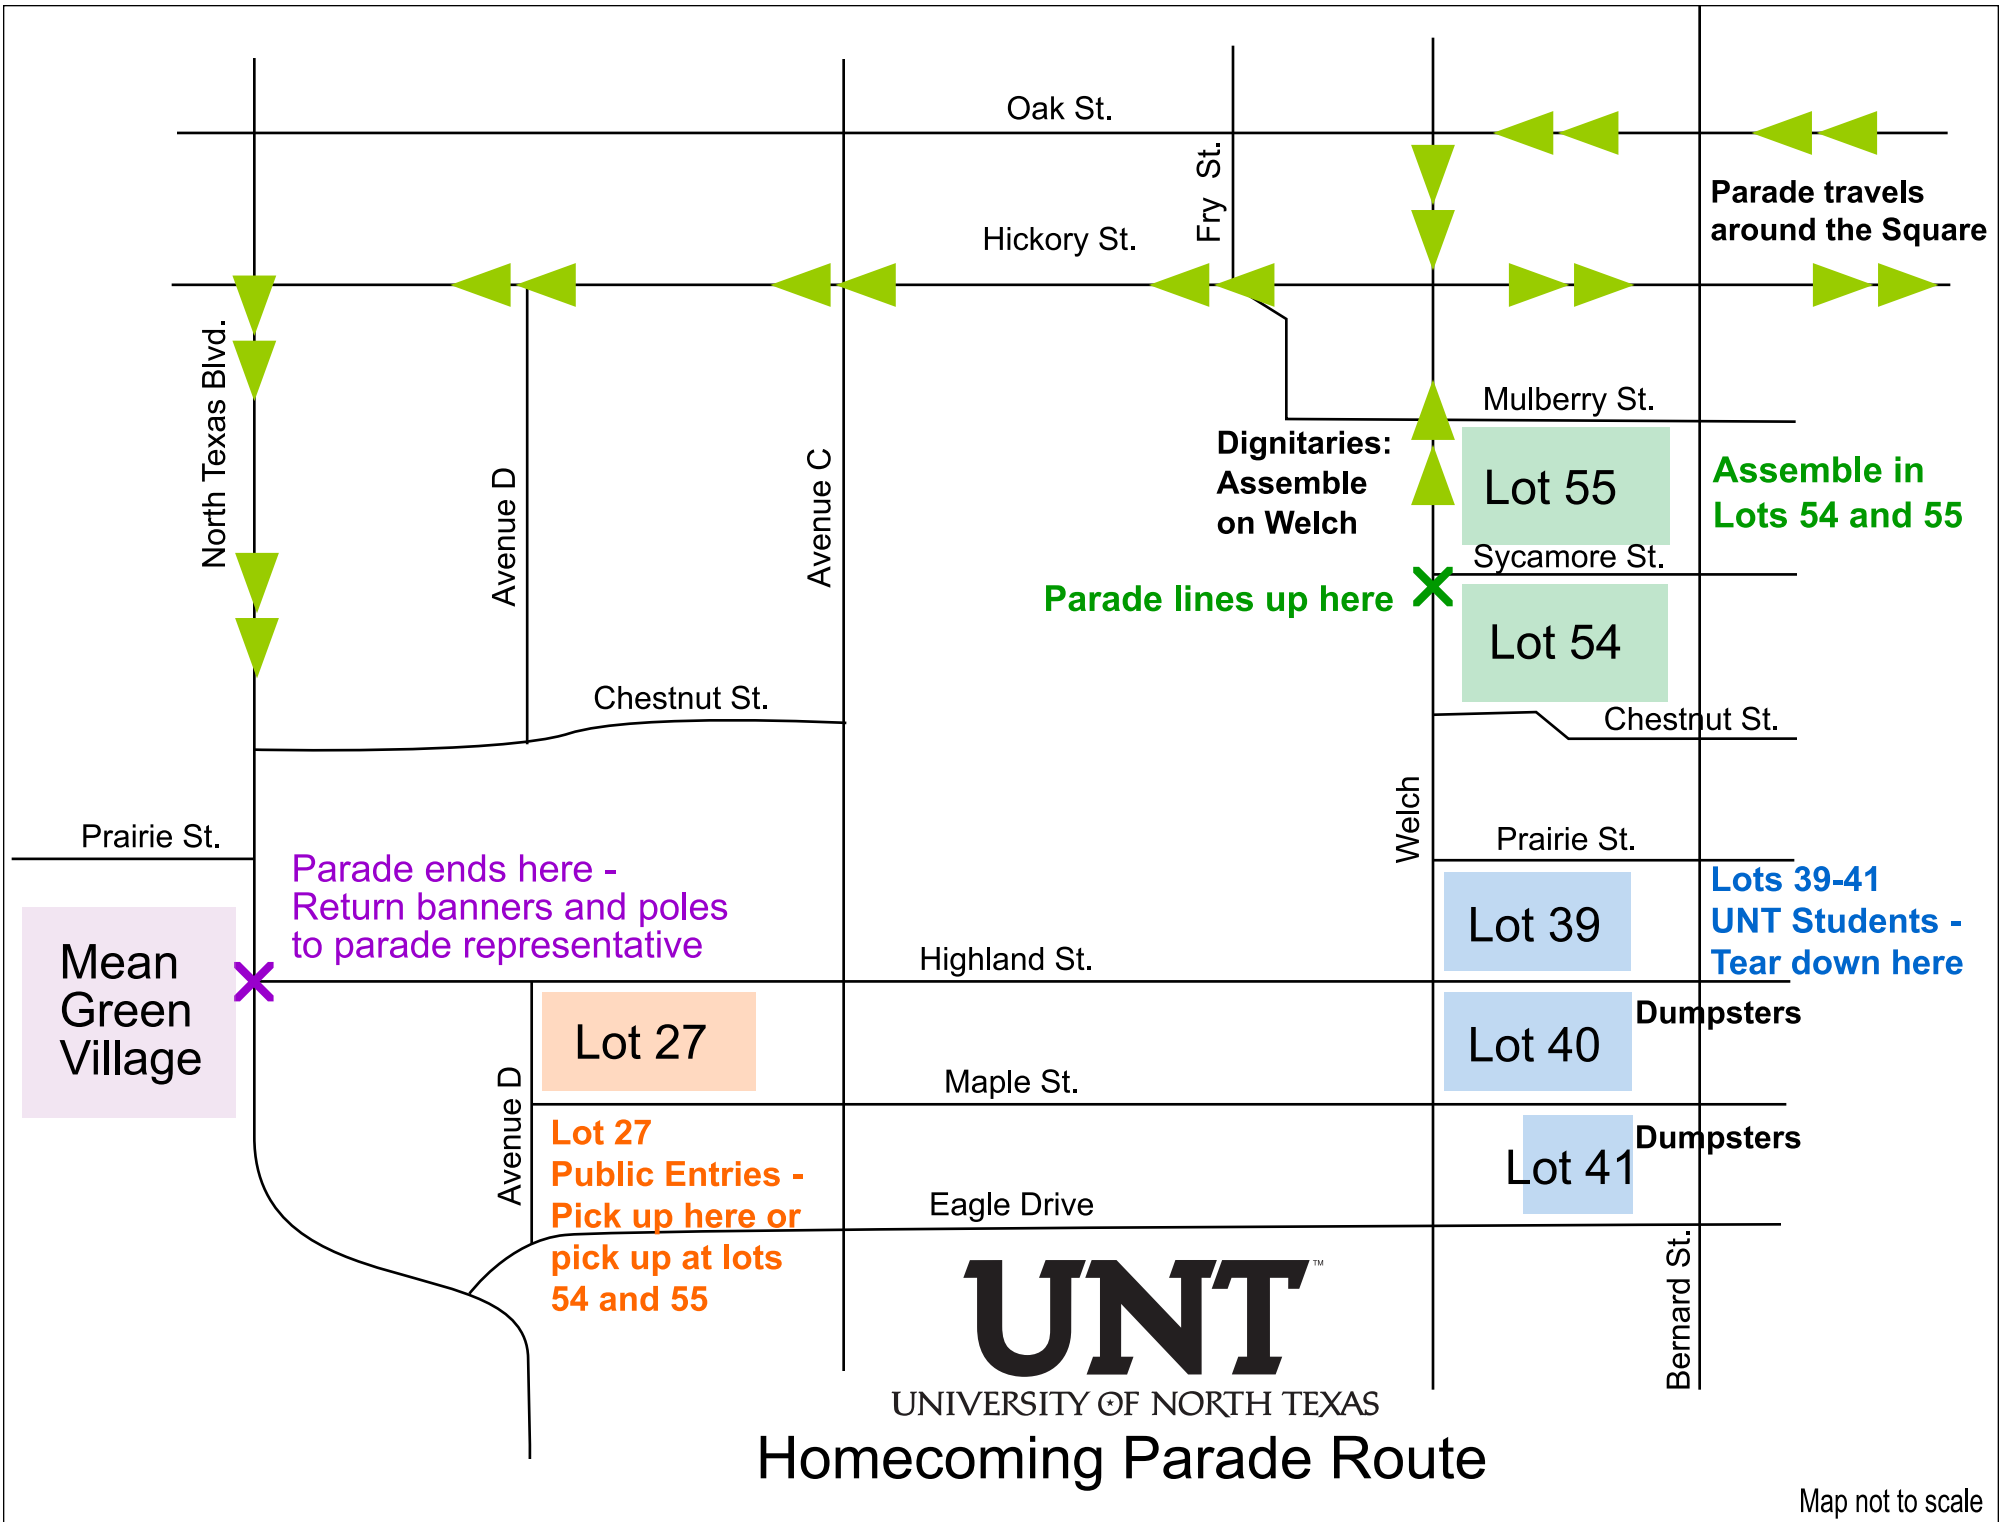 Oak St.
Fry St.
Parade travels
around the Square
Hickory St.
North Texas Blvd.
Mulberry St.
Dignitaries:
Assemble
on Welch
Lot 55
Assemble in
Lots 54 and 55
Avenue D
Avenue C
Sycamore St.
Parade lines up here
Lot 54
Chestnut St.
Chestnut St.
Welch
Prairie St.
Prairie St.
Parade ends here -
Return banners and poles
to parade representative
Lots 39-41
UNT Students -
Tear down here
Lot 39
Mean
Green
Village
Highland St.
Dumpsters
Lot 27
Lot 40
Maple St.
Avenue D
Lot 27
Public Entries -
Pick up here or
pick up at lots
54 and 55
Dumpsters
Lot 41
Eagle Drive
Bernard St.
UNT™
UNIVERSITY OF NORTH TEXAS
Homecoming Parade Route
Map not to scale